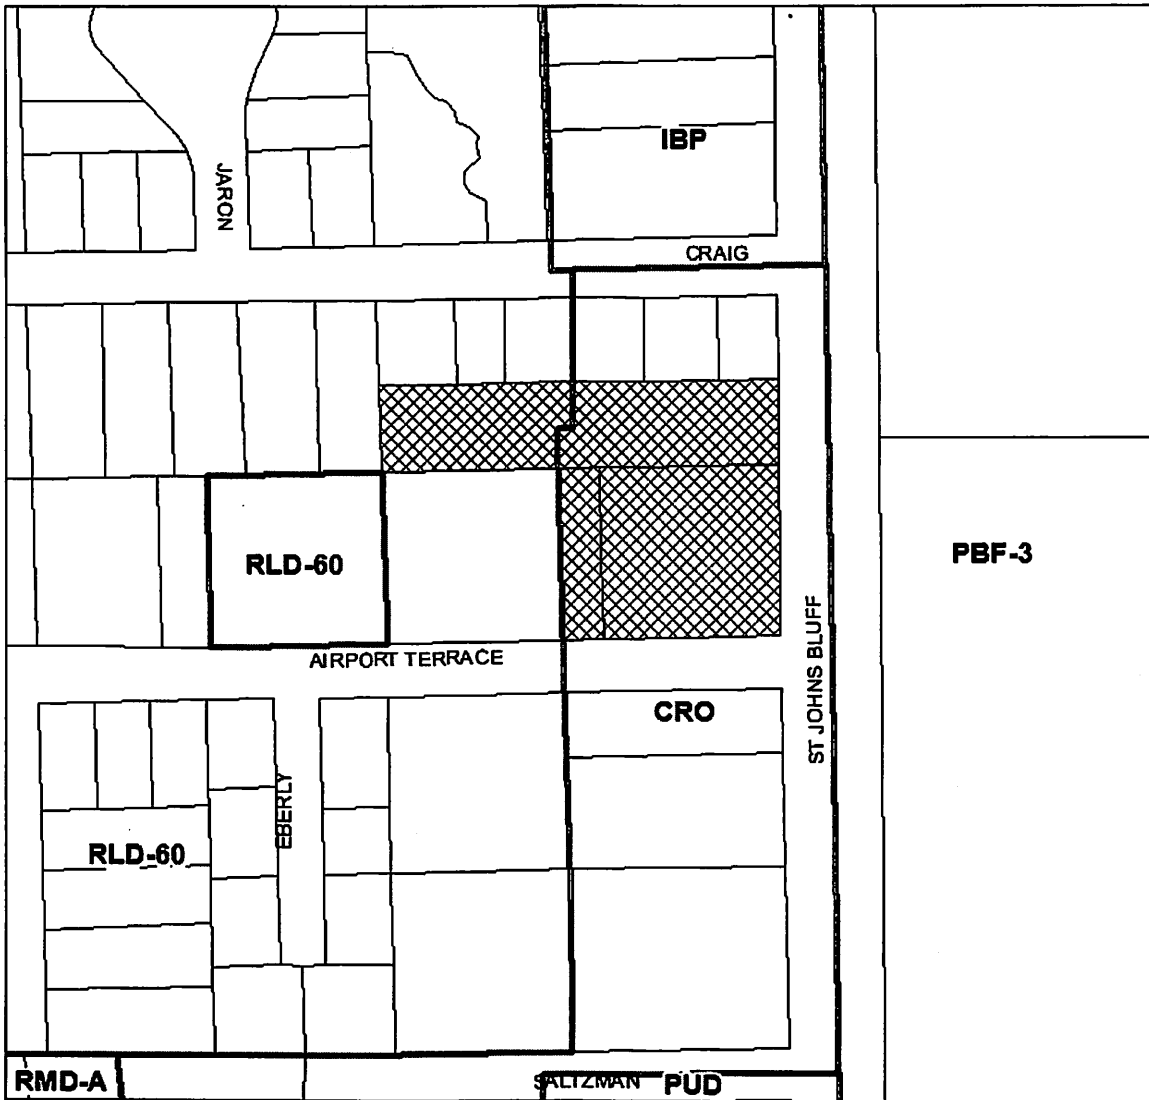 IBP
JARON
CRAIG
PBF-3
RLD-60
ST JOHNS BLUFF
AIRPORT TERRACE
CRO
EBERLY
RLD-60
RMD-A
SALTZMAN
PUD